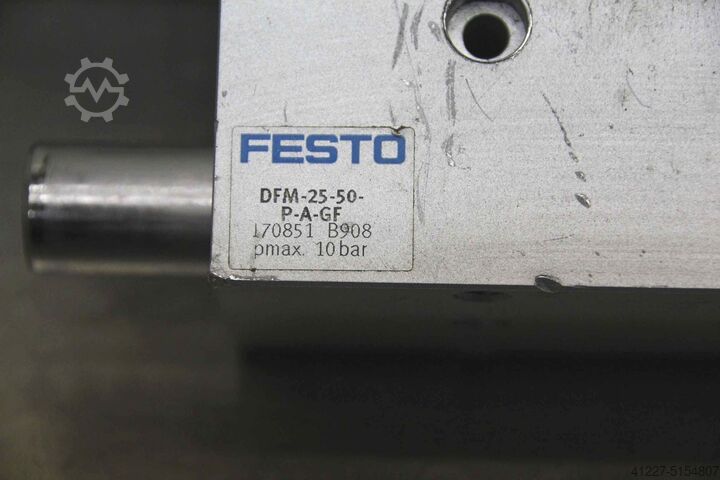 FESTO
DFM-25-50-
P-A-GF
170851 B908
pmax. 10 bar
41227-5154807